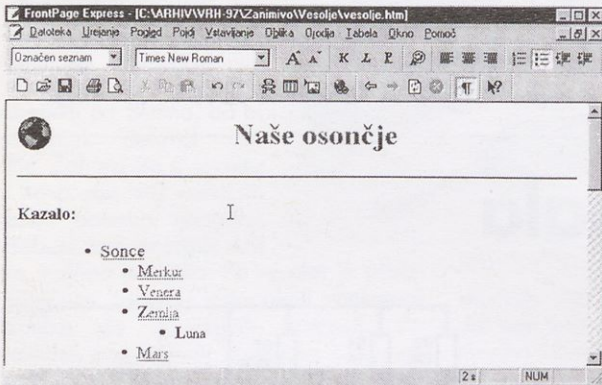 FrontPage Express - [C:\ARHIV\VRH-97\Zanimivo\Vesolje\vesolje.htm]
Datoteka Urejanje Pogled Pojdi Vstavljanje Oblika Orodja Tabela Okno Pomoč
Označen seznam Times New Roman A A K L P
Naše osončje
Kazalo:
• Sonce
• Merkur
• Venera
• Zemlja
• Luna
• Mars
2 s NUM